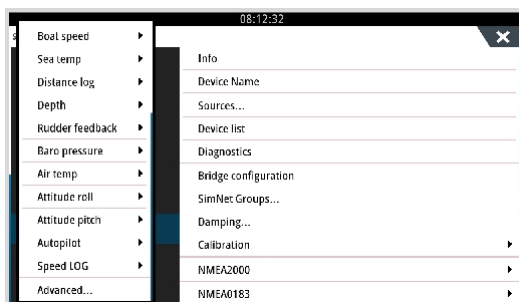 08:12:32
Boat speed
Sea temp
Distance log
Depth
Rudder feedback
Baro pressure
Air temp
Attitude roll
Attitude pitch
Autopilot
Speed LOG
Advanced...
Info
Device Name
Sources...
Device list
Diagnostics
Bridge configuration
SimNet Groups...
Damping...
Calibration
NMEA2000
NMEA0183